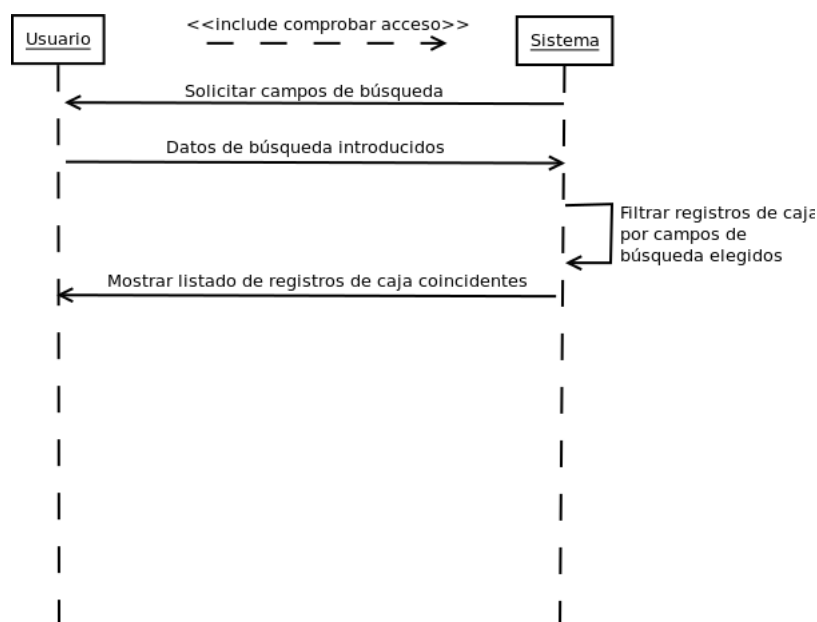 <<include comprobar acceso>>
Usuario
Sistema
Solicitar campos de búsqueda
Datos de búsqueda introducidos
Filtrar registros de caja
por campos de
búsqueda elegidos
Mostrar listado de registros de caja coincidentes